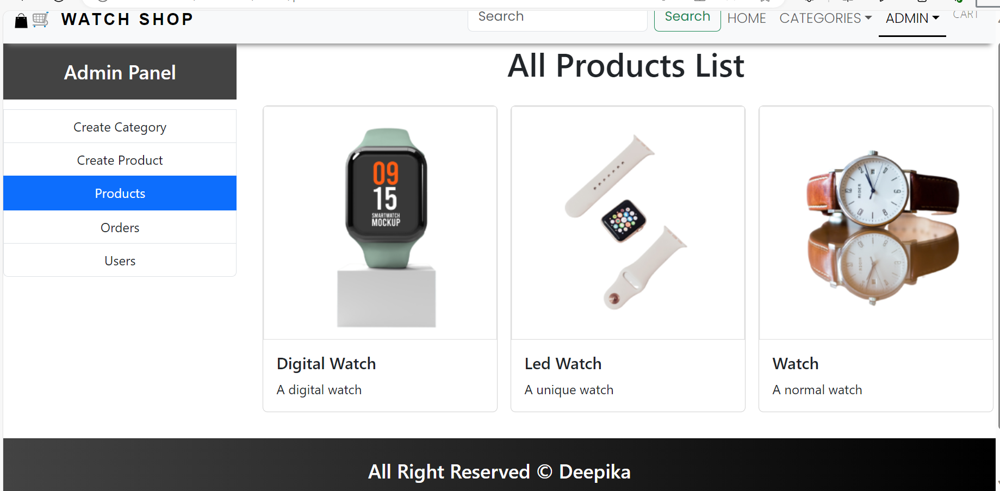 WATCH SHOP
Search
Search
HOME
CATEGORIES
ADMIN
CART
Admin Panel
Create Category
Create Product
Products
Orders
Users
All Products List
09
15
SMARTWATCH
MOCKUP
Digital Watch
A digital watch
Led Watch
A unique watch
Watch
A normal watch
All Right Reserved © Deepika